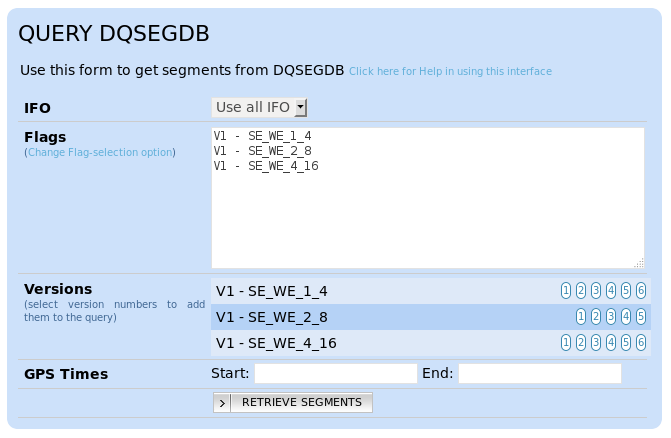 QUERY DQSEGDB
Use this form to get segments from DQSEGDB Click here for Help in using this interface
IFO Use all IFO
Flags
(Change Flag-selection option)
V1 - SE_WE_1_4
V1 - SE_WE_2_8
V1 - SE_WE_4_16
Versions
(select version numbers to add
them to the query)
V1 - SE_WE_1_4 1 2 3 4 5 6
V1 - SE_WE_2_8 1 2 3 4 5
V1 - SE_WE_4_16 1 2 3 4 5 6
GPS Times Start: End:
RETRIEVE SEGMENTS